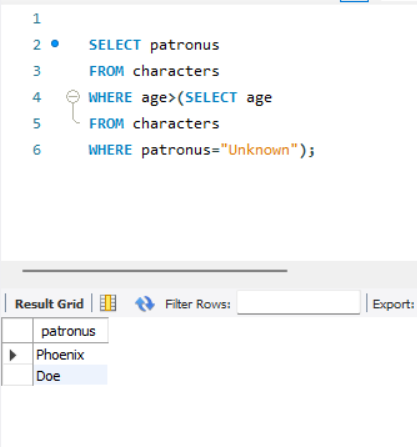 1
2 SELECT patronus
3 FROM characters
4 WHERE age>(SELECT age
5 FROM characters
6 WHERE patronus="Unknown");
Result Grid Filter Rows: Export:
patronus
Phoenix
Doe